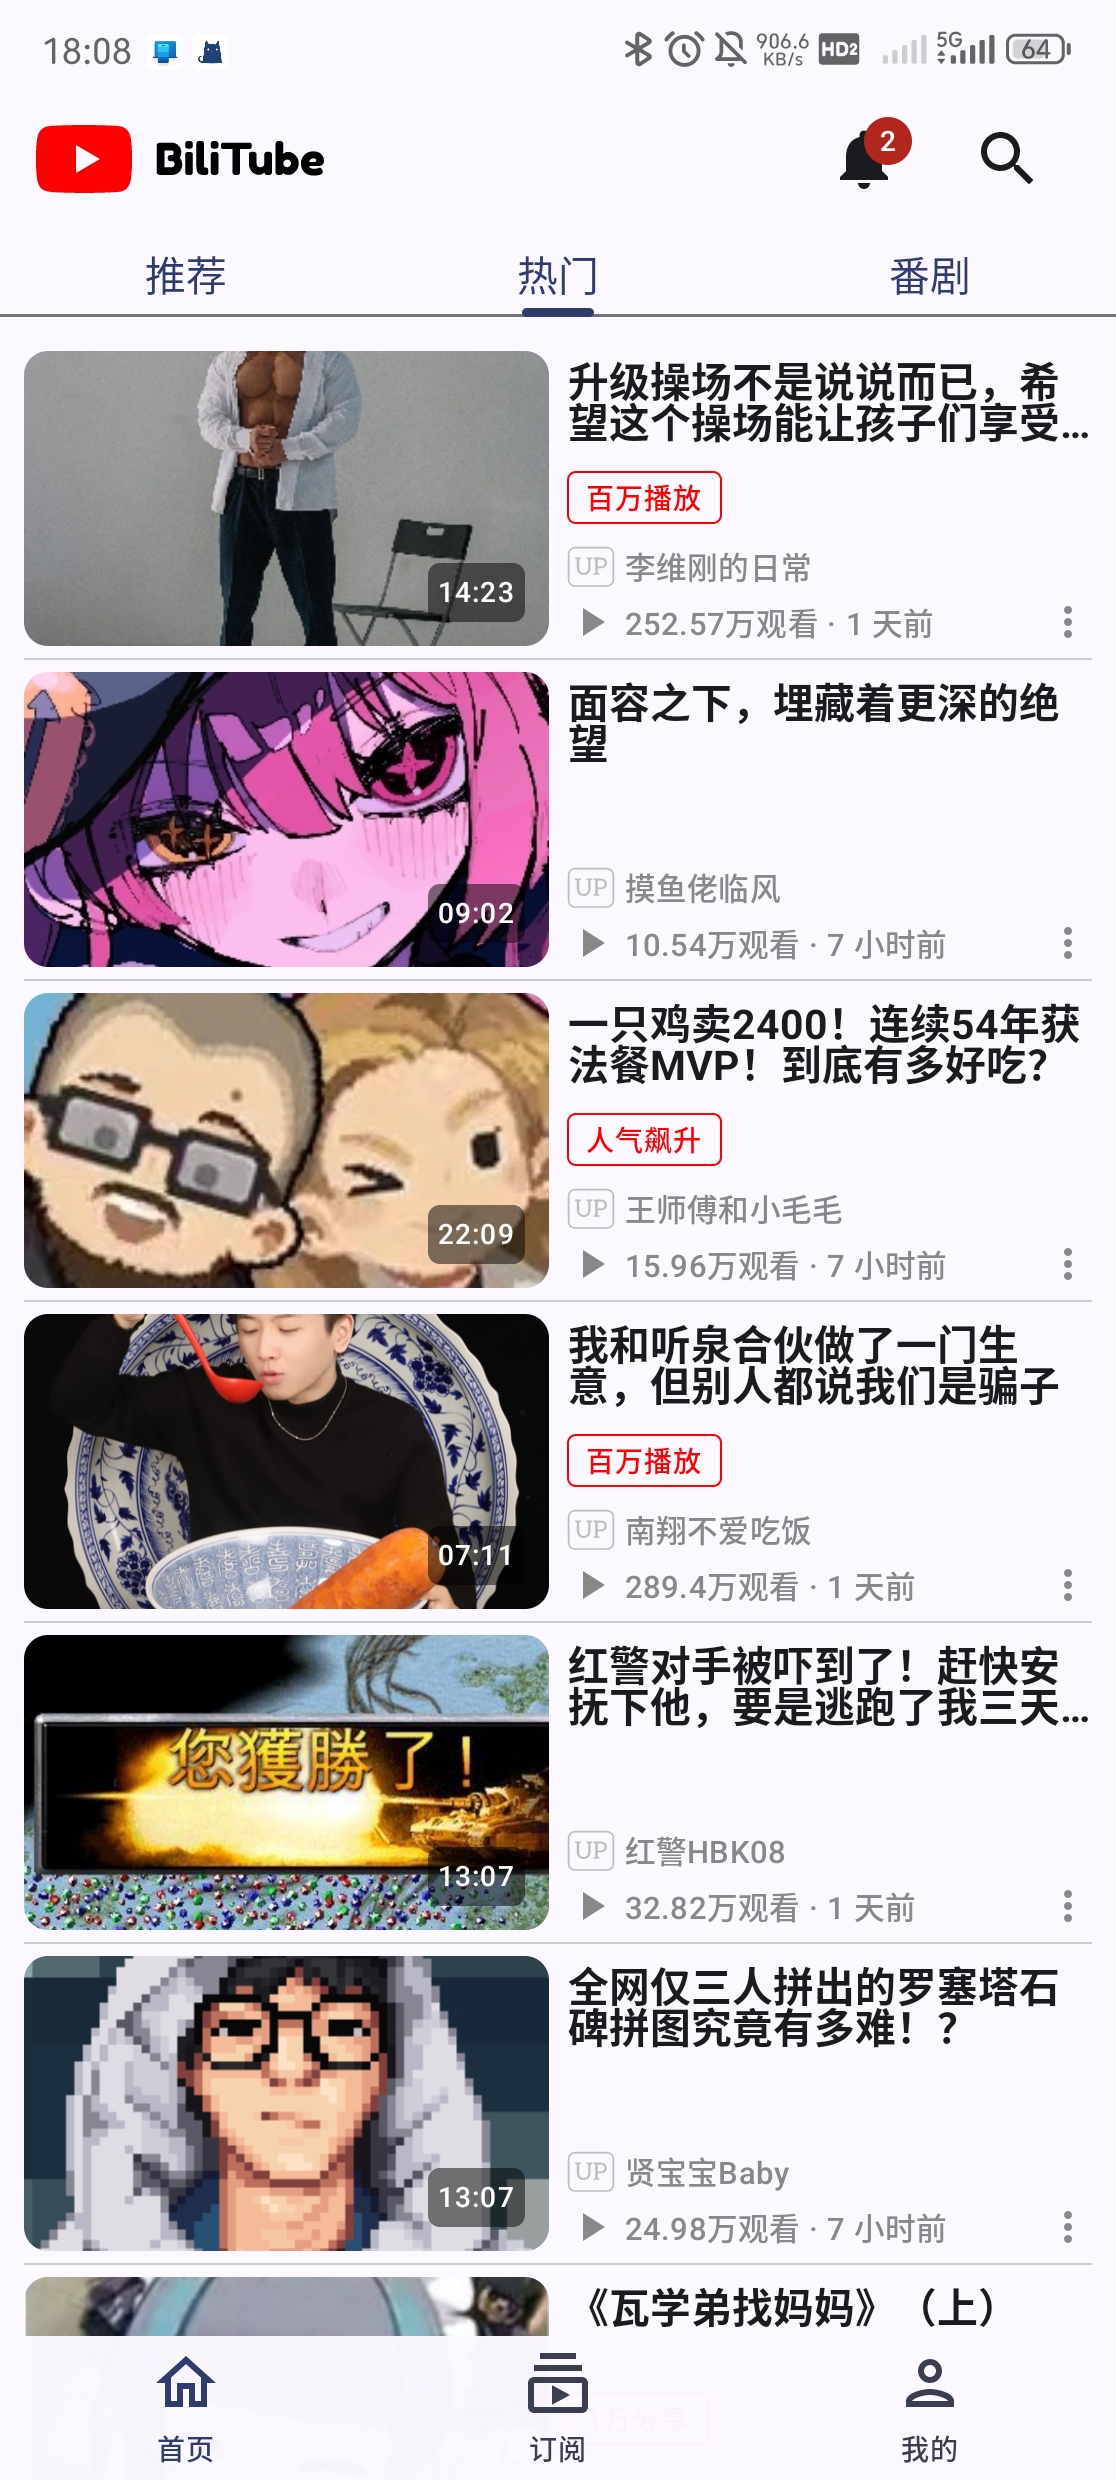 18:08
906.6
KB/s
HD2
5G
64
BiliTube
2
推荐
热门
番剧
升级操场不是说说而已，希
望这个操场能让孩子们享受...
百万播放
UP 李维刚的日常
14:23
252.57万观看 · 1 天前
面容之下，埋藏着更深的绝
望
UP 摸鱼佬临风
09:02
10.54万观看 · 7 小时前
一只鸡卖2400！连续54年获
法餐MVP！到底有多好吃？
人气飙升
UP 王师傅和小毛毛
22:09
15.96万观看 · 7 小时前
我和听泉合伙做了一门生
意，但别人都说我们是骗子
百万播放
UP 南翔不爱吃饭
07:11
289.4万观看 · 1 天前
红警对手被吓到了！赶快安
抚下他，要是逃跑了我三天...
您獲勝了！
UP 红警HBK08
13:07
32.82万观看 · 1 天前
全网仅三人拼出的罗塞塔石
碑拼图究竟有多难！？
UP 贤宝宝Baby
13:07
24.98万观看 · 7 小时前
《瓦学弟找妈妈》（上）
首页
订阅
我的